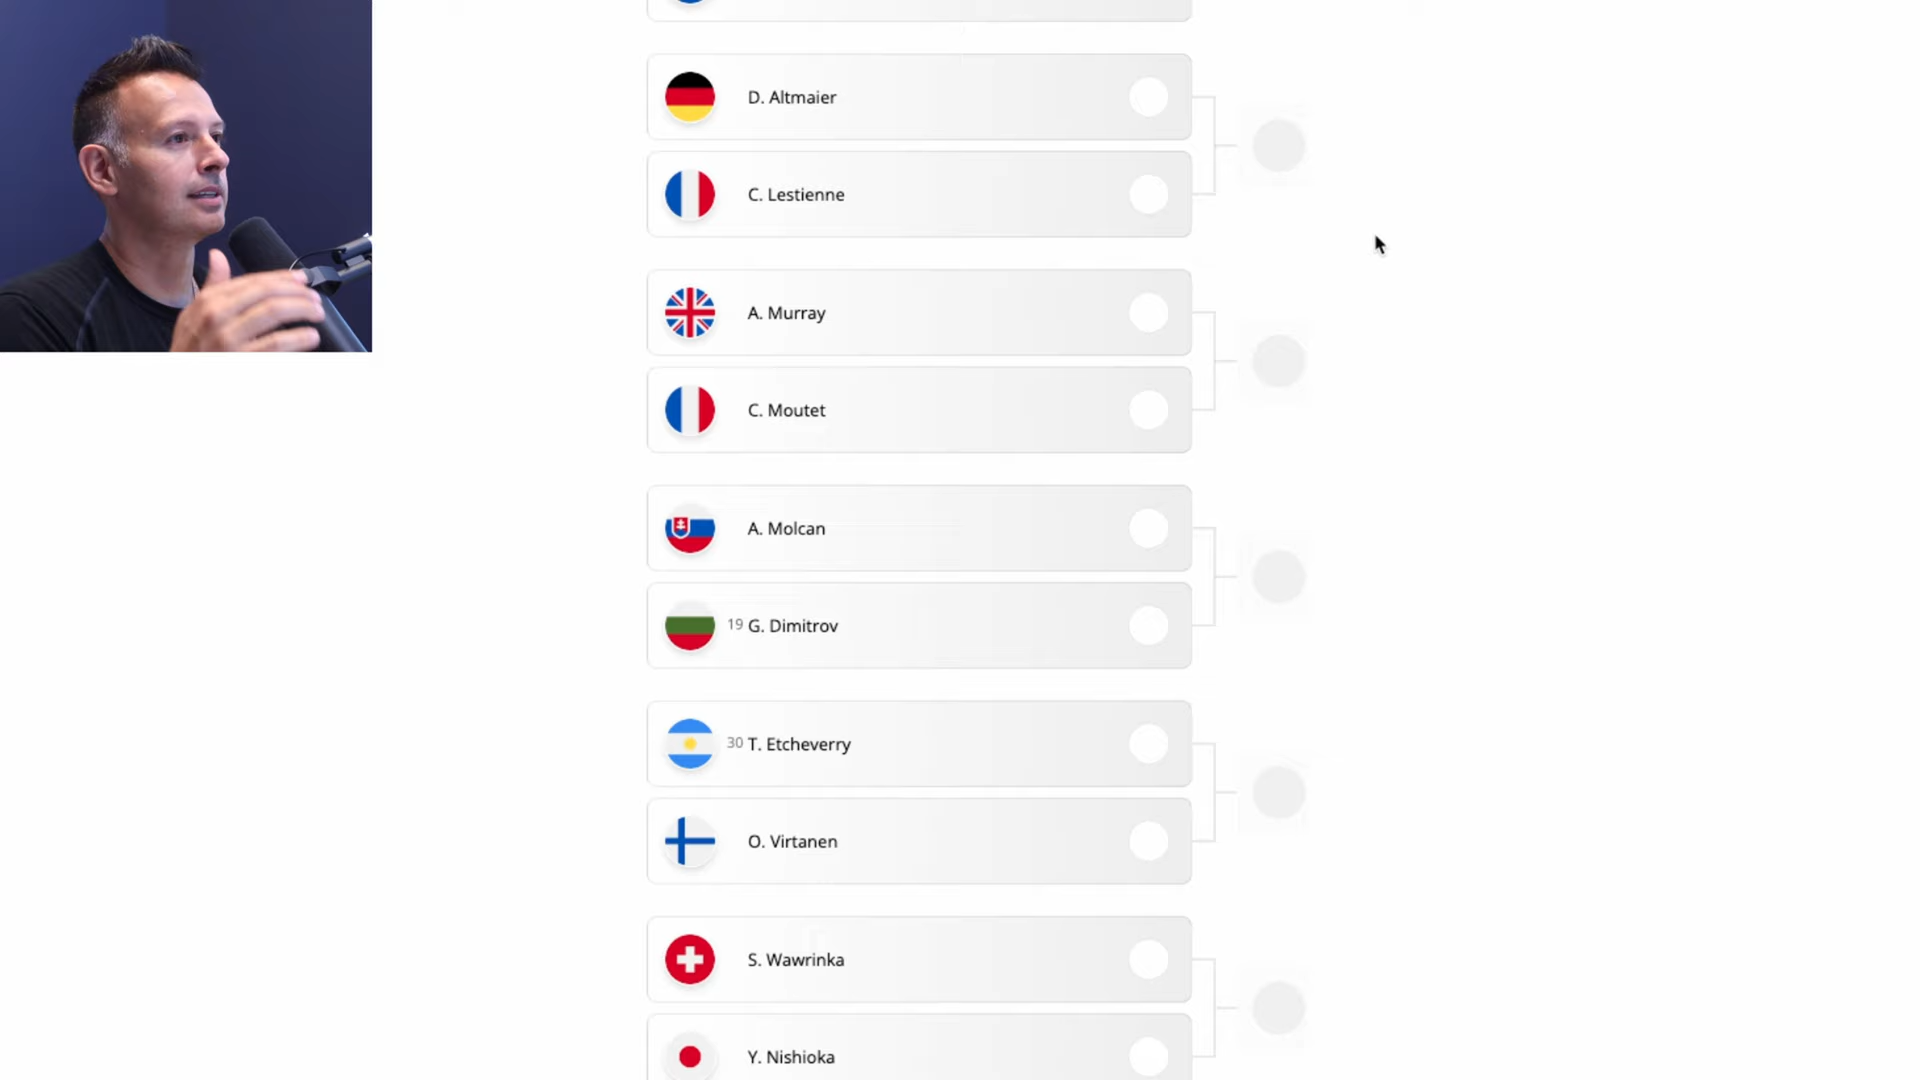 D. Altmaier
C. Lestienne
A. Murray
C. Moutet
A. Molcan
19 G. Dimitrov
30 T. Etcheverry
O. Virtanen
S. Wawrinka
Y. Nishioka